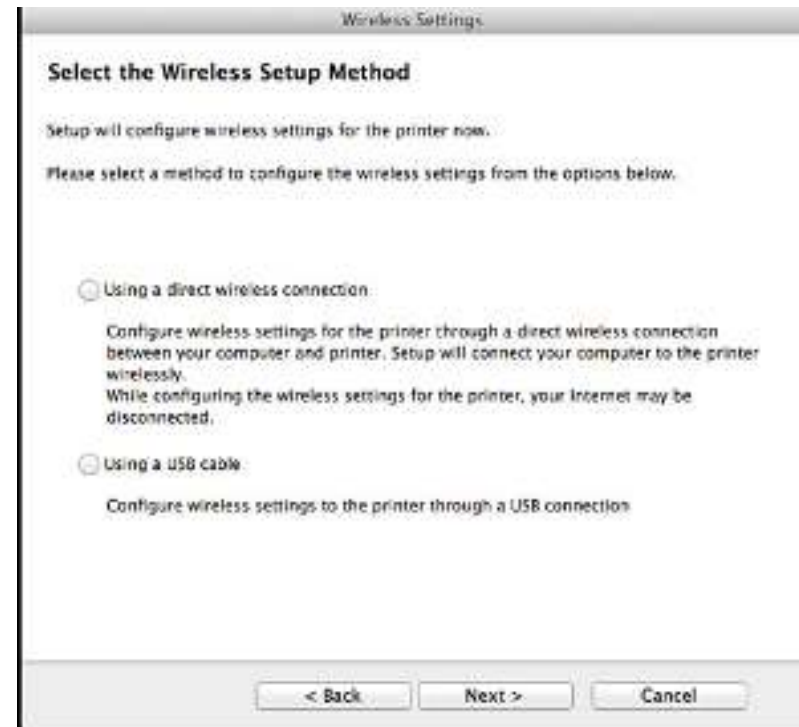 Wireless Settings
Select the Wireless Setup Method
Setup will configure wireless settings for the printer now.
Please select a method to configure the wireless settings from the options below.
Using a direct wireless connection
Configure wireless settings for the printer through a direct wireless connection
between your computer and printer. Setup will connect your computer to the printer
wirelessly.
While configuring the wireless settings for the printer, your Internet may be
disconnected.
Using a USB cable
Configure wireless settings to the printer through a USB connection
< Back Next > Cancel